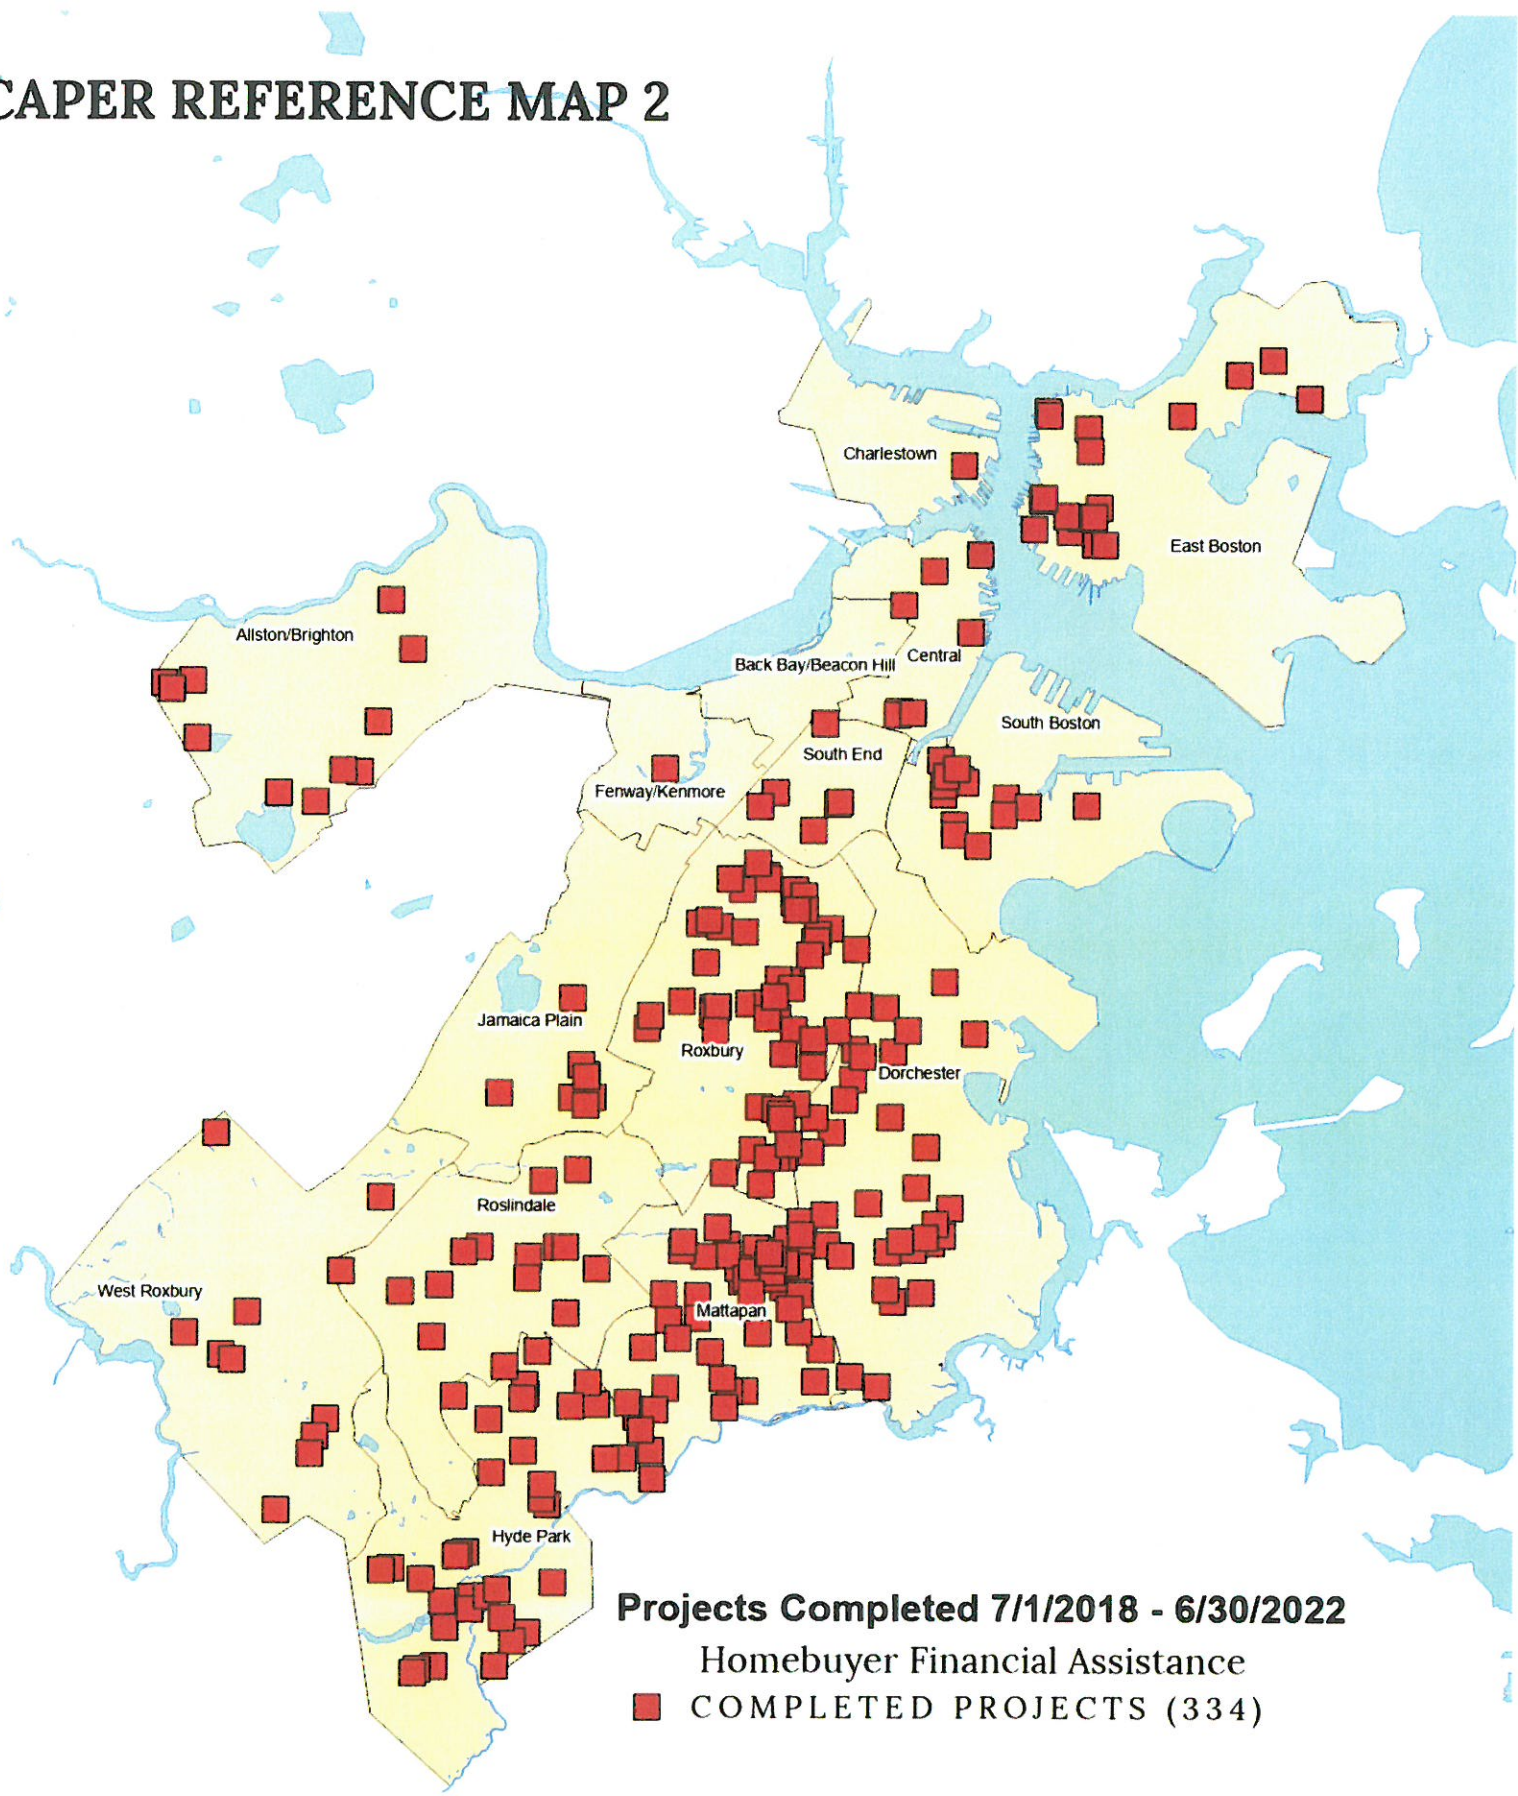 CAPER REFERENCE MAP 2
Charlestown
East Boston
Allston/Brighton
Back Bay/Beacon Hill
Central
South Boston
South End
Fenway/Kenmore
Jamaica Plain
Roxbury
Dorchester
Roslindale
West Roxbury
Mattapan
Hyde Park
Projects Completed 7/1/2018 - 6/30/2022
Homebuyer Financial Assistance
COMPLETED PROJECTS (334)